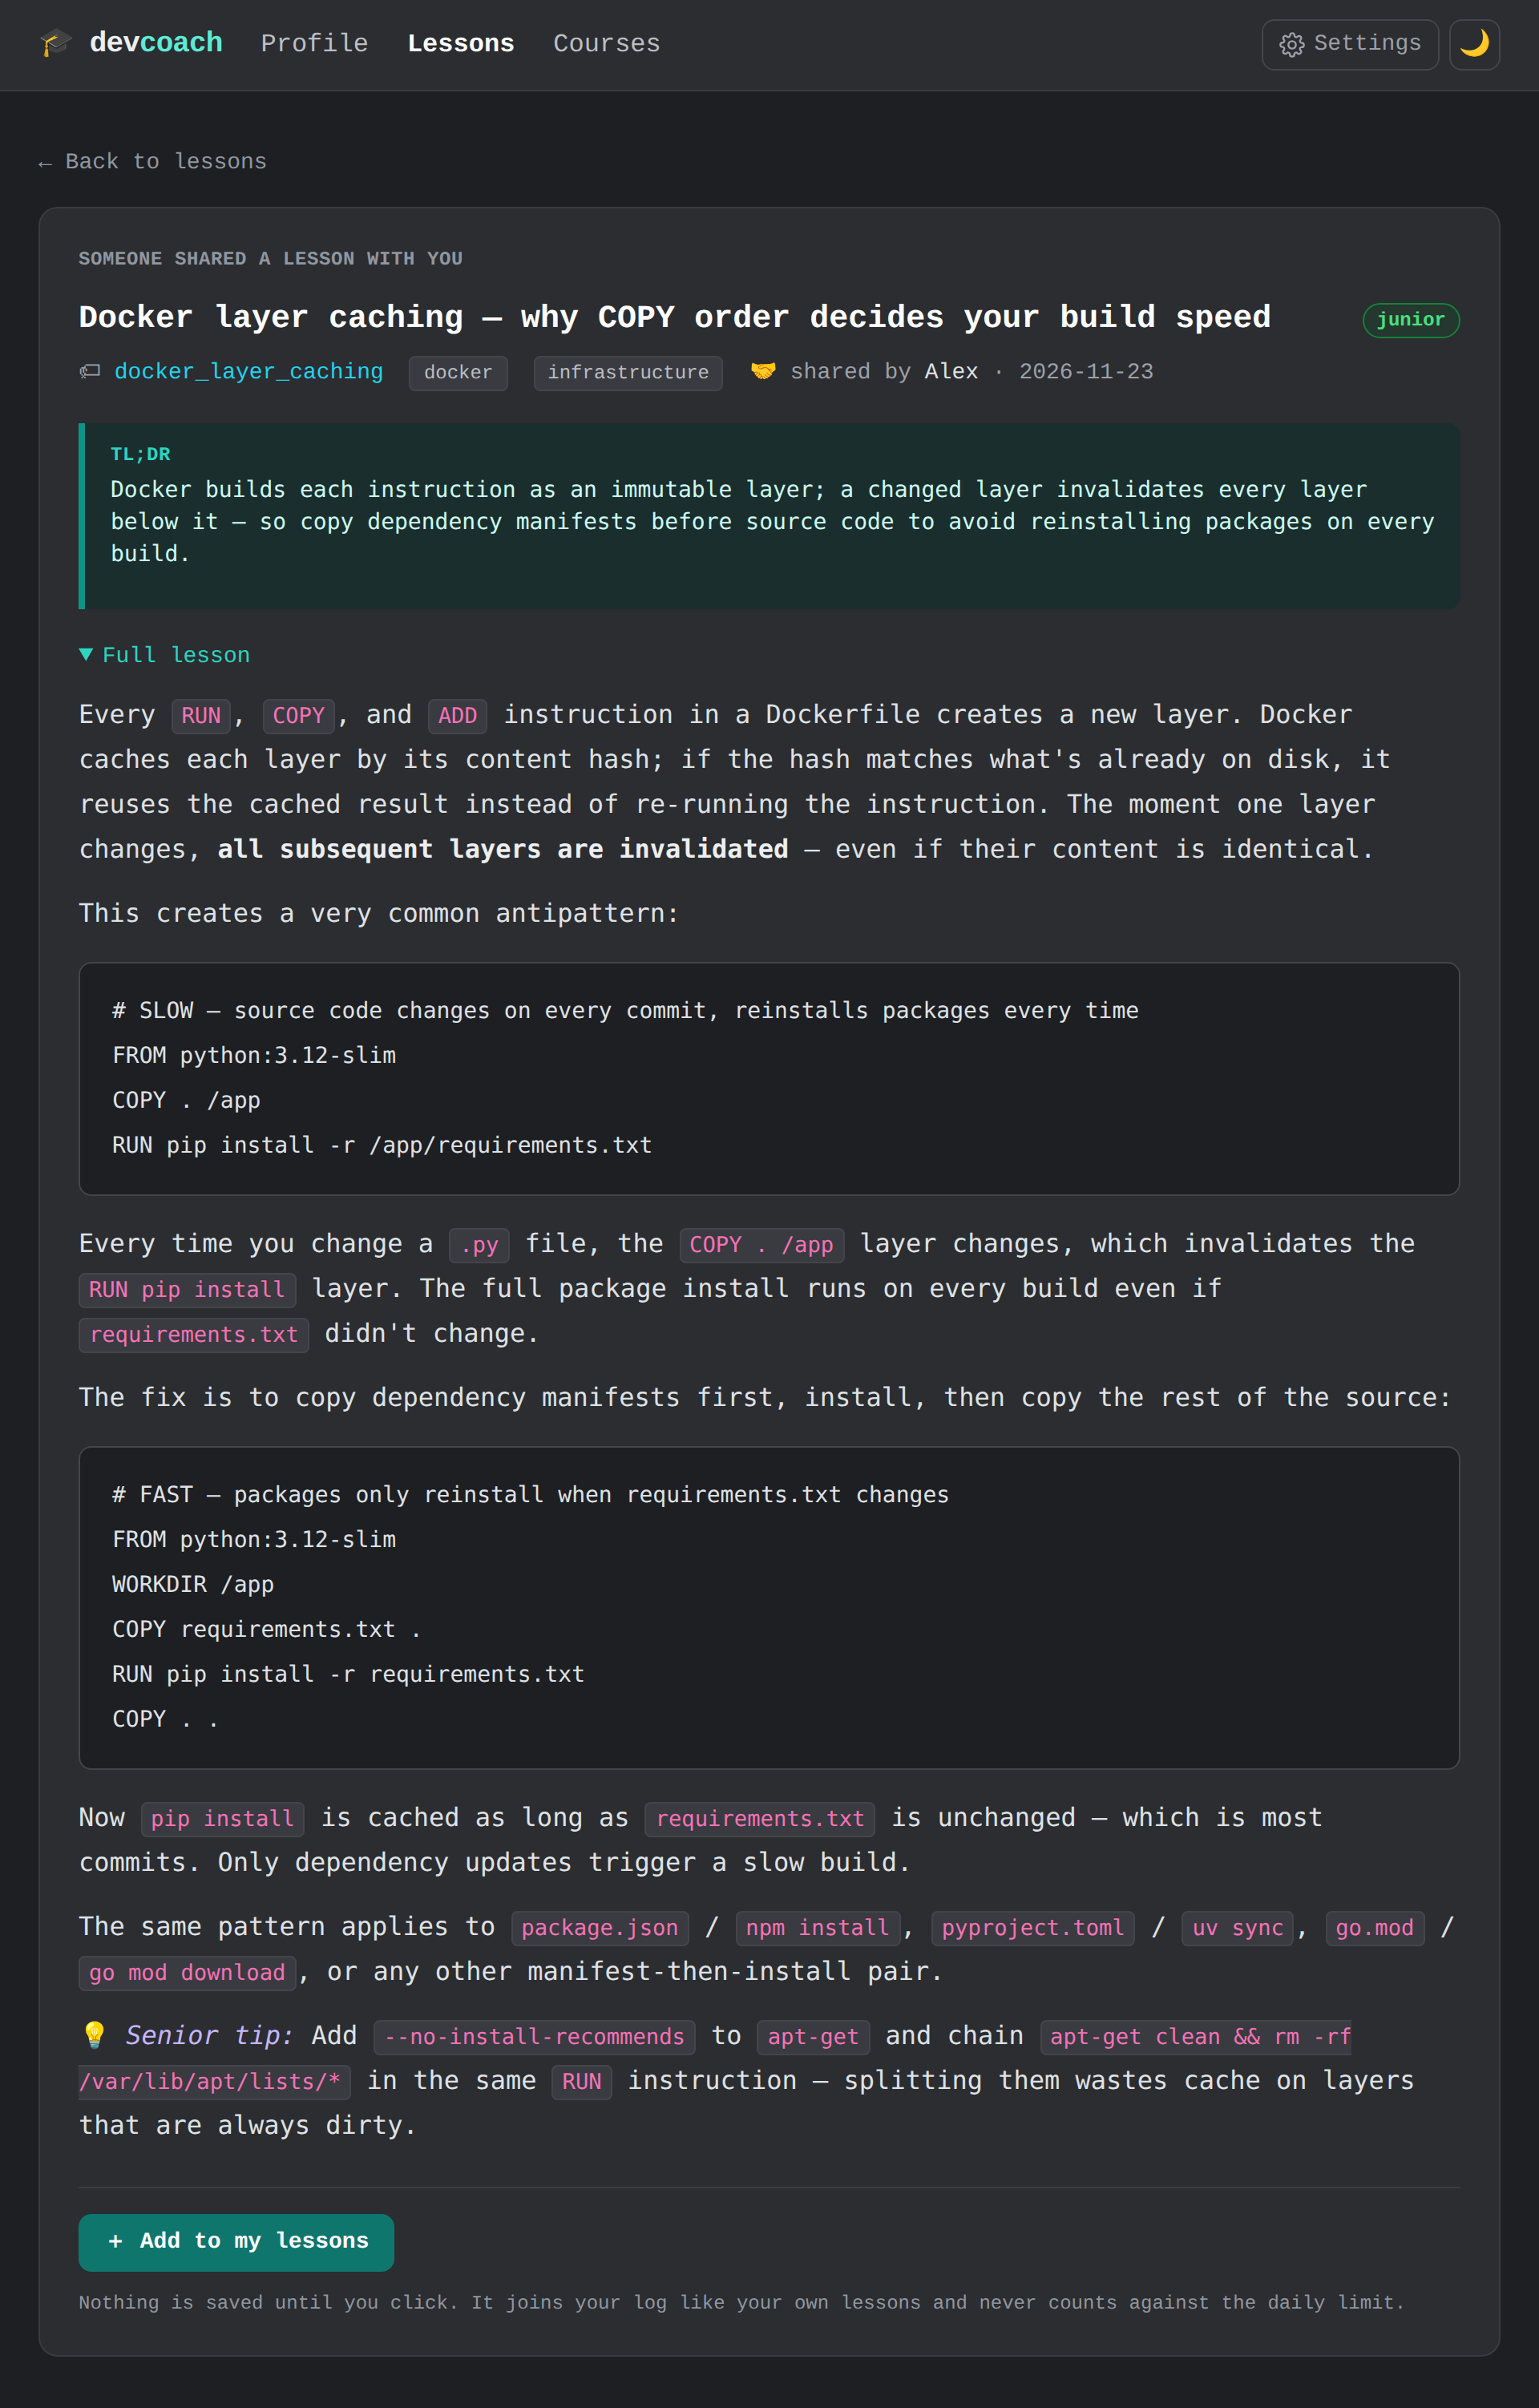 🎓 devcoach Profile Lessons Courses Settings 🌙
← Back to lessons
SOMEONE SHARED A LESSON WITH YOU
Docker layer caching — why COPY order decides your build speed junior
🏷 docker_layer_caching docker infrastructure 🤝 shared by Alex · 2026-11-23
TL;DR
Docker builds each instruction as an immutable layer; a changed layer invalidates every layer
below it — so copy dependency manifests before source code to avoid reinstalling packages on every
build.
▼ Full lesson
Every RUN, COPY, and ADD instruction in a Dockerfile creates a new layer. Docker
caches each layer by its content hash; if the hash matches what's already on disk, it
reuses the cached result instead of re-running the instruction. The moment one layer
changes, all subsequent layers are invalidated — even if their content is identical.
This creates a very common antipattern:
# SLOW — source code changes on every commit, reinstalls packages every time
FROM python:3.12-slim
COPY . /app
RUN pip install -r /app/requirements.txt
Every time you change a .py file, the COPY . /app layer changes, which invalidates the
RUN pip install layer. The full package install runs on every build even if
requirements.txt didn't change.
The fix is to copy dependency manifests first, install, then copy the rest of the source:
# FAST — packages only reinstall when requirements.txt changes
FROM python:3.12-slim
WORKDIR /app
COPY requirements.txt .
RUN pip install -r requirements.txt
COPY . .
Now pip install is cached as long as requirements.txt is unchanged — which is most
commits. Only dependency updates trigger a slow build.
The same pattern applies to package.json / npm install, pyproject.toml / uv sync, go.mod /
go mod download, or any other manifest-then-install pair.
💡 Senior tip: Add --no-install-recommends to apt-get and chain apt-get clean && rm -rf
/var/lib/apt/lists/* in the same RUN instruction — splitting them wastes cache on layers
that are always dirty.
+ Add to my lessons
Nothing is saved until you click. It joins your log like your own lessons and never counts against the daily limit.